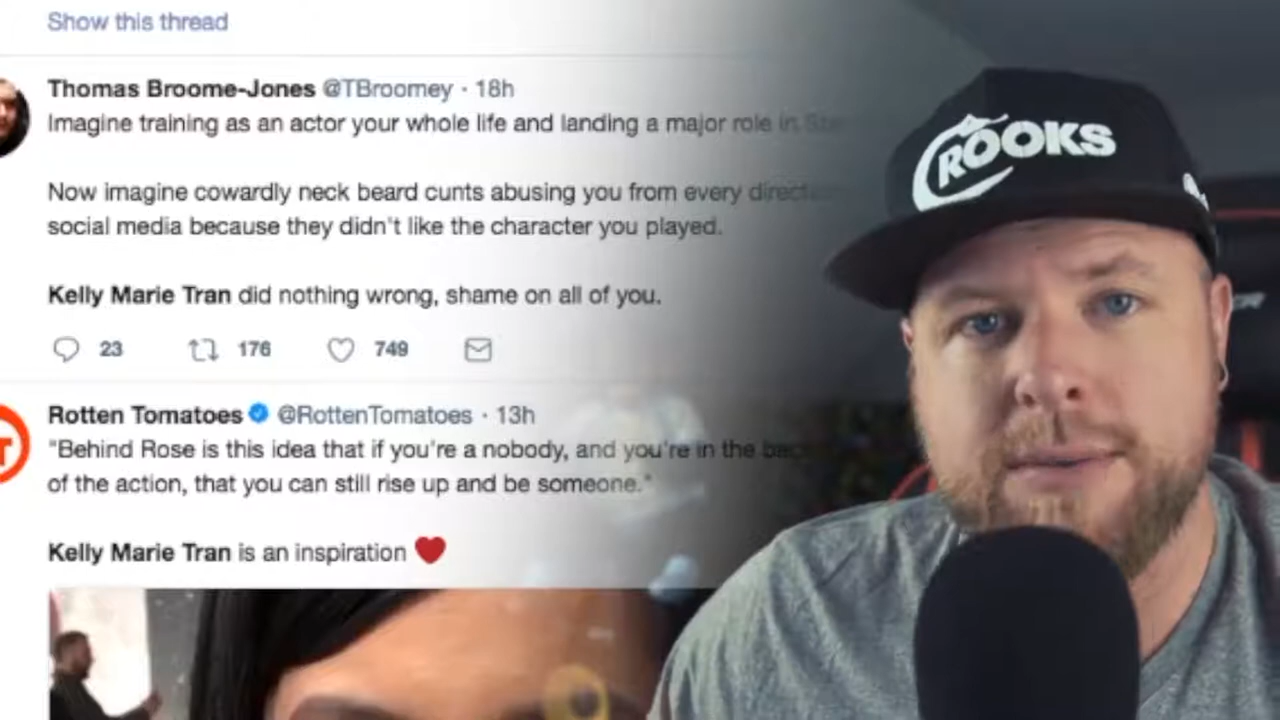 Show this thread
Thomas Broome-Jones @TBroomey · 18h
Imagine training as an actor your whole life and landing a major role in
Now imagine cowardly neck beard cunts abusing you from every
social media because they didn't like the character you played.
Kelly Marie Tran did nothing wrong, shame on all of you.
23 176 749
Rotten Tomatoes @RottenTomatoes · 13h
"Behind Rose is this idea that if you're a nobody, and you're in the
of the action, that you can still rise up and be someone."
Kelly Marie Tran is an inspiration ❤
CROOKS